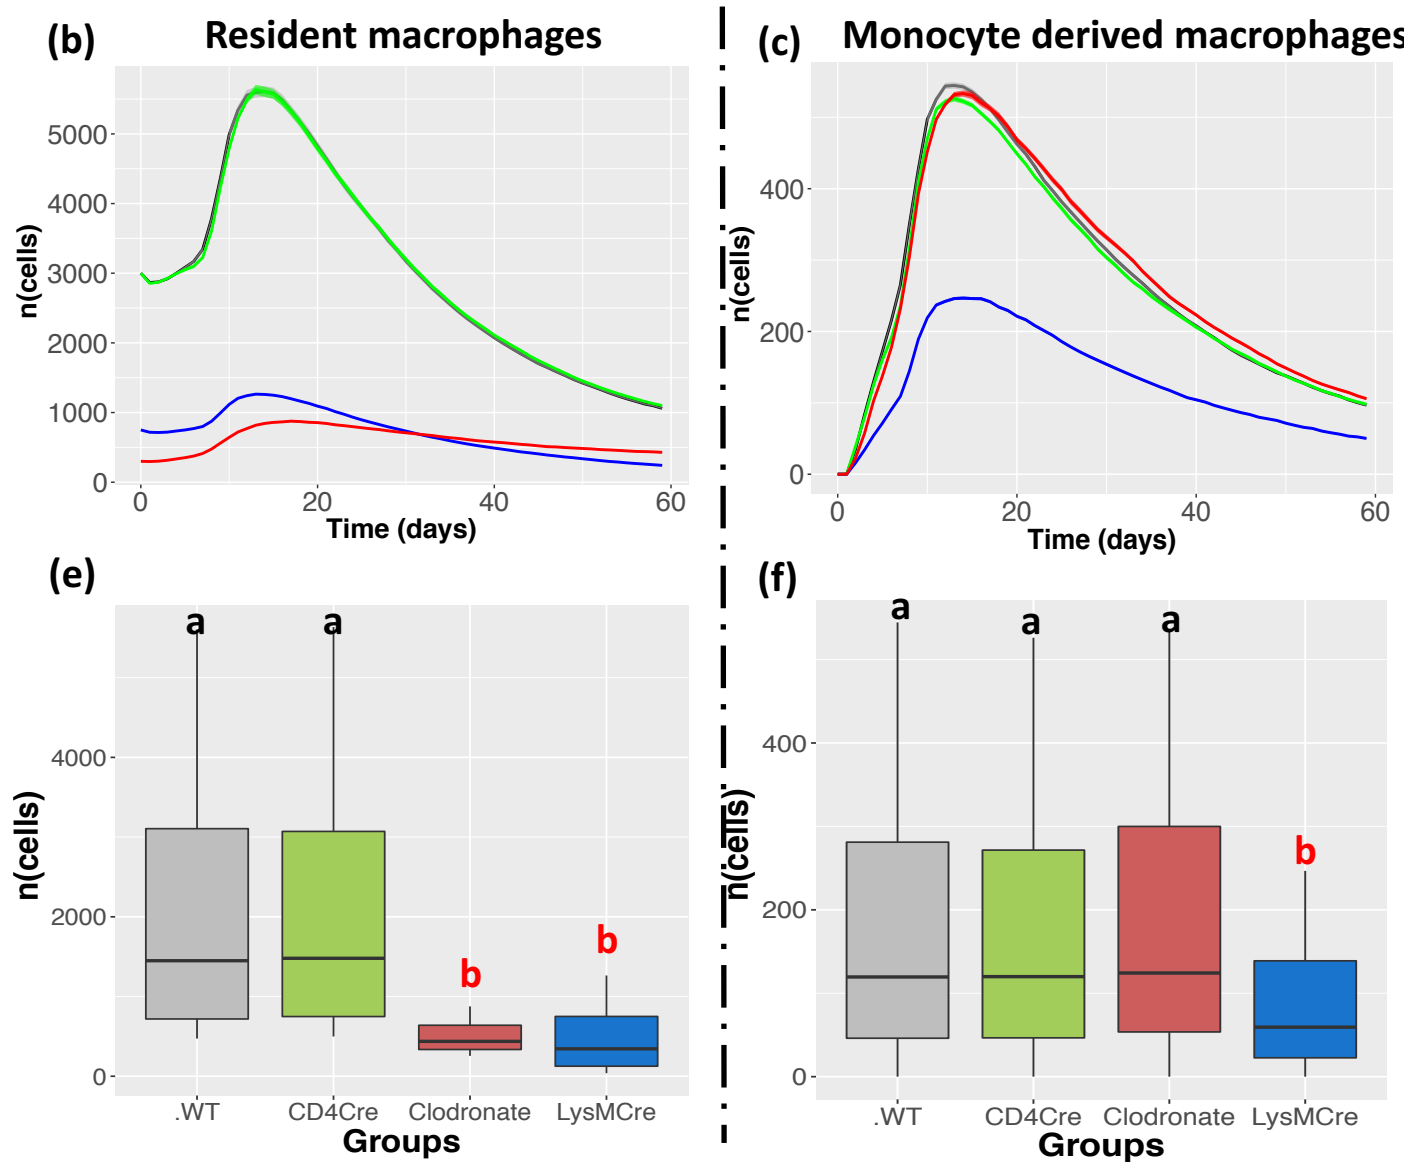 (b) Resident macrophages
n(cells)
5000
4000
3000
2000
1000
0
0 20 40 60
Time (days)
(c) Monocyte derived macrophages
n(cells)
400
200
0
0 20 40 60
Time (days)
(e)
n(cells)
4000
2000
0
a a b b
.WT CD4Cre Clodronate LysMCre
Groups
(f)
n(cells)
400
200
0
a a a b
.WT CD4Cre Clodronate LysMCre
Groups